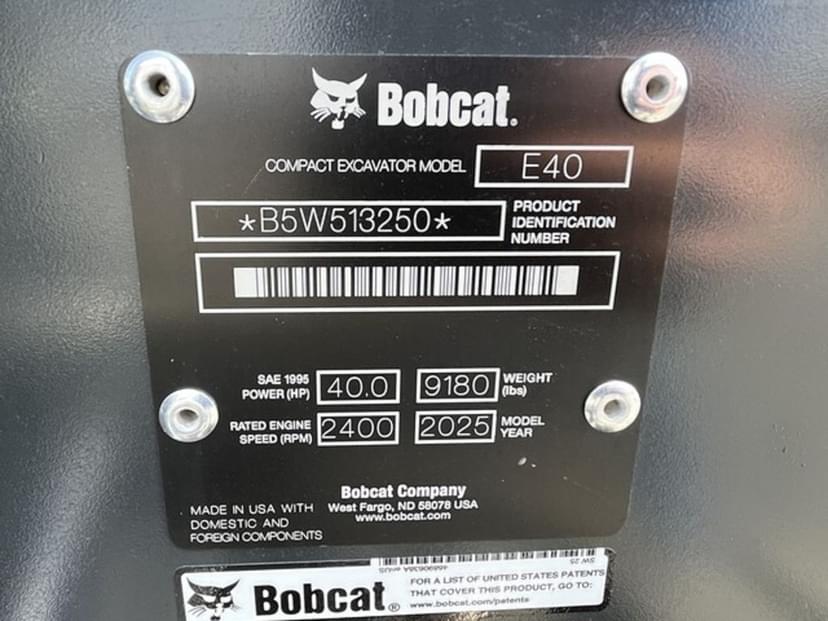 Bobcat.
COMPACT EXCAVATOR MODEL E40
*B5W513250*
PRODUCT
IDENTIFICATION
NUMBER
SAE 1995
POWER (HP)
40.0
9180
WEIGHT
(lbs)
RATED ENGINE
SPEED (RPM)
2400
2025
MODEL
YEAR
Bobcat Company
West Fargo, ND 58078 USA
www.bobcat.com
MADE IN USA WITH
DOMESTIC AND
FOREIGN COMPONENTS
SW 25
Bobcat®
FOR A LIST OF UNITED STATES PATENTS
THAT COVER THIS PRODUCT, GO TO:
www.bobcat.com/patents